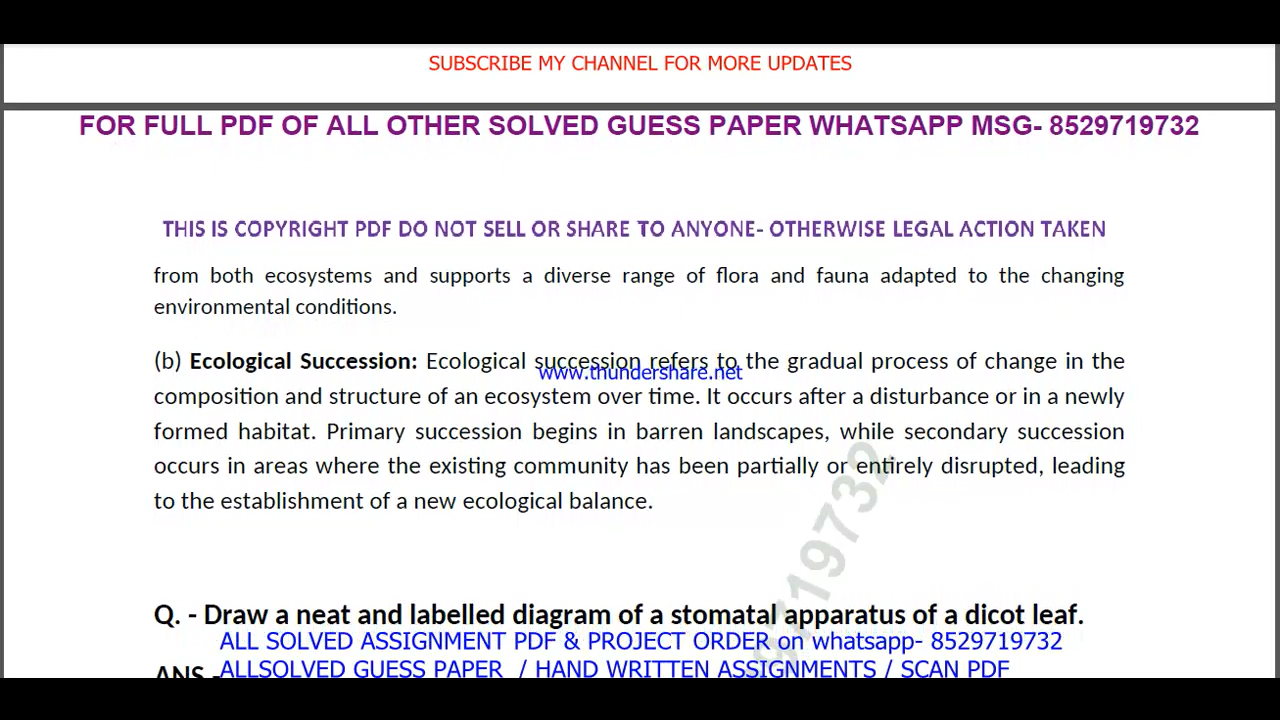 SUBSCRIBE MY CHANNEL FOR MORE UPDATES
FOR FULL PDF OF ALL OTHER SOLVED GUESS PAPER WHATSAPP MSG- 8529719732
THIS IS COPYRIGHT PDF DO NOT SELL OR SHARE TO ANYONE- OTHERWISE LEGAL ACTION TAKEN
from both ecosystems and supports a diverse range of flora and fauna adapted to the changing
environmental conditions.
(b) Ecological Succession: Ecological succession refers to the gradual process of change in the
www.thundershare.net
composition and structure of an ecosystem over time. It occurs after a disturbance or in a newly
formed habitat. Primary succession begins in barren landscapes, while secondary succession
occurs in areas where the existing community has been partially or entirely disrupted, leading
to the establishment of a new ecological balance.
9719732
Q. - Draw a neat and labelled diagram of a stomatal apparatus of a dicot leaf.
ALL SOLVED ASSIGNMENT PDF & PROJECT ORDER on whatsapp- 8529719732
ANS -
ALLSOLVED GUESS PAPER / HAND WRITTEN ASSIGNMENTS / SCAN PDF